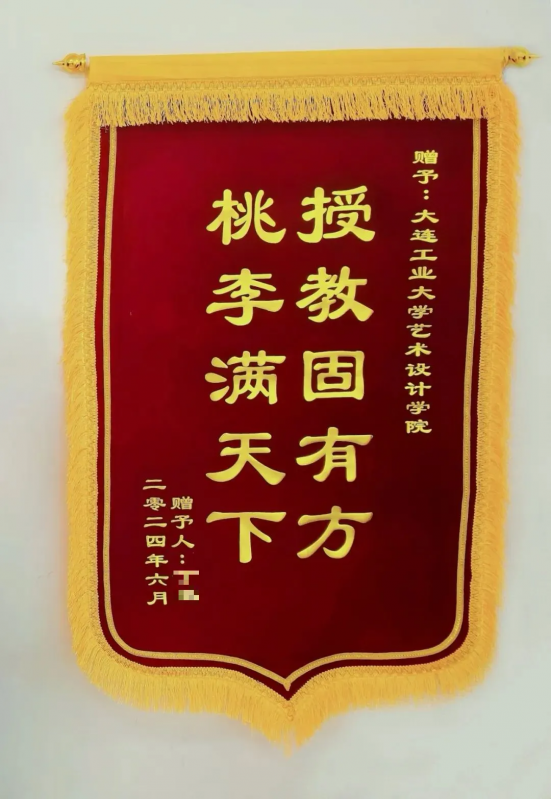 赠予：大连工业大学艺术设计学院
授教固有方
桃李满天下
赠予人：丁
二零二四年六月